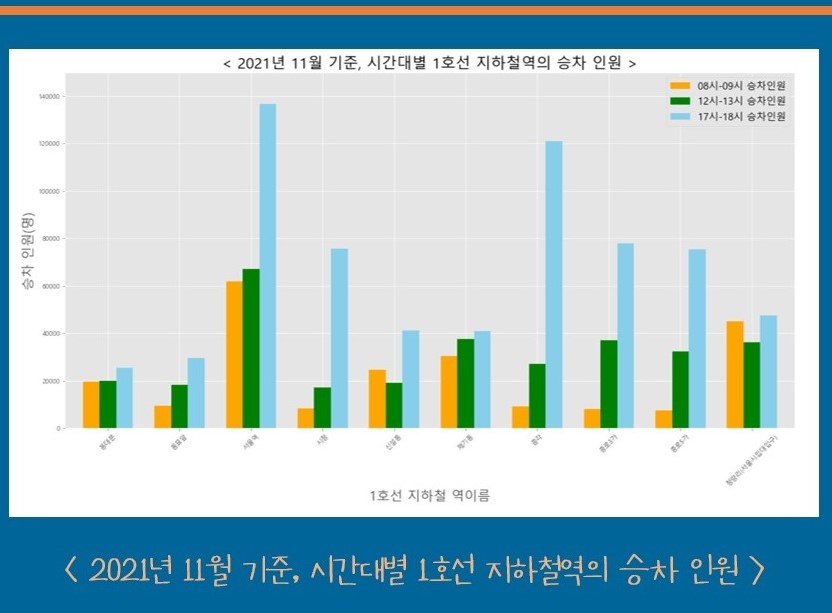 < 2021년 11월 기준, 시간대별 1호선 지하철역의 승차 인원 >
08시-09시 승차인원
12시-13시 승차인원
17시-18시 승차인원
승차 인원(명)
140000
120000
100000
80000
60000
40000
20000
0
동대문
동묘앞
서울역
시청
신설동
제기동
종각
종로3가
종로5가
청량리(서울시립대입구)
1호선 지하철 역이름
< 2021년 11월 기준, 시간대별 1호선 지하철역의 승차 인원 >